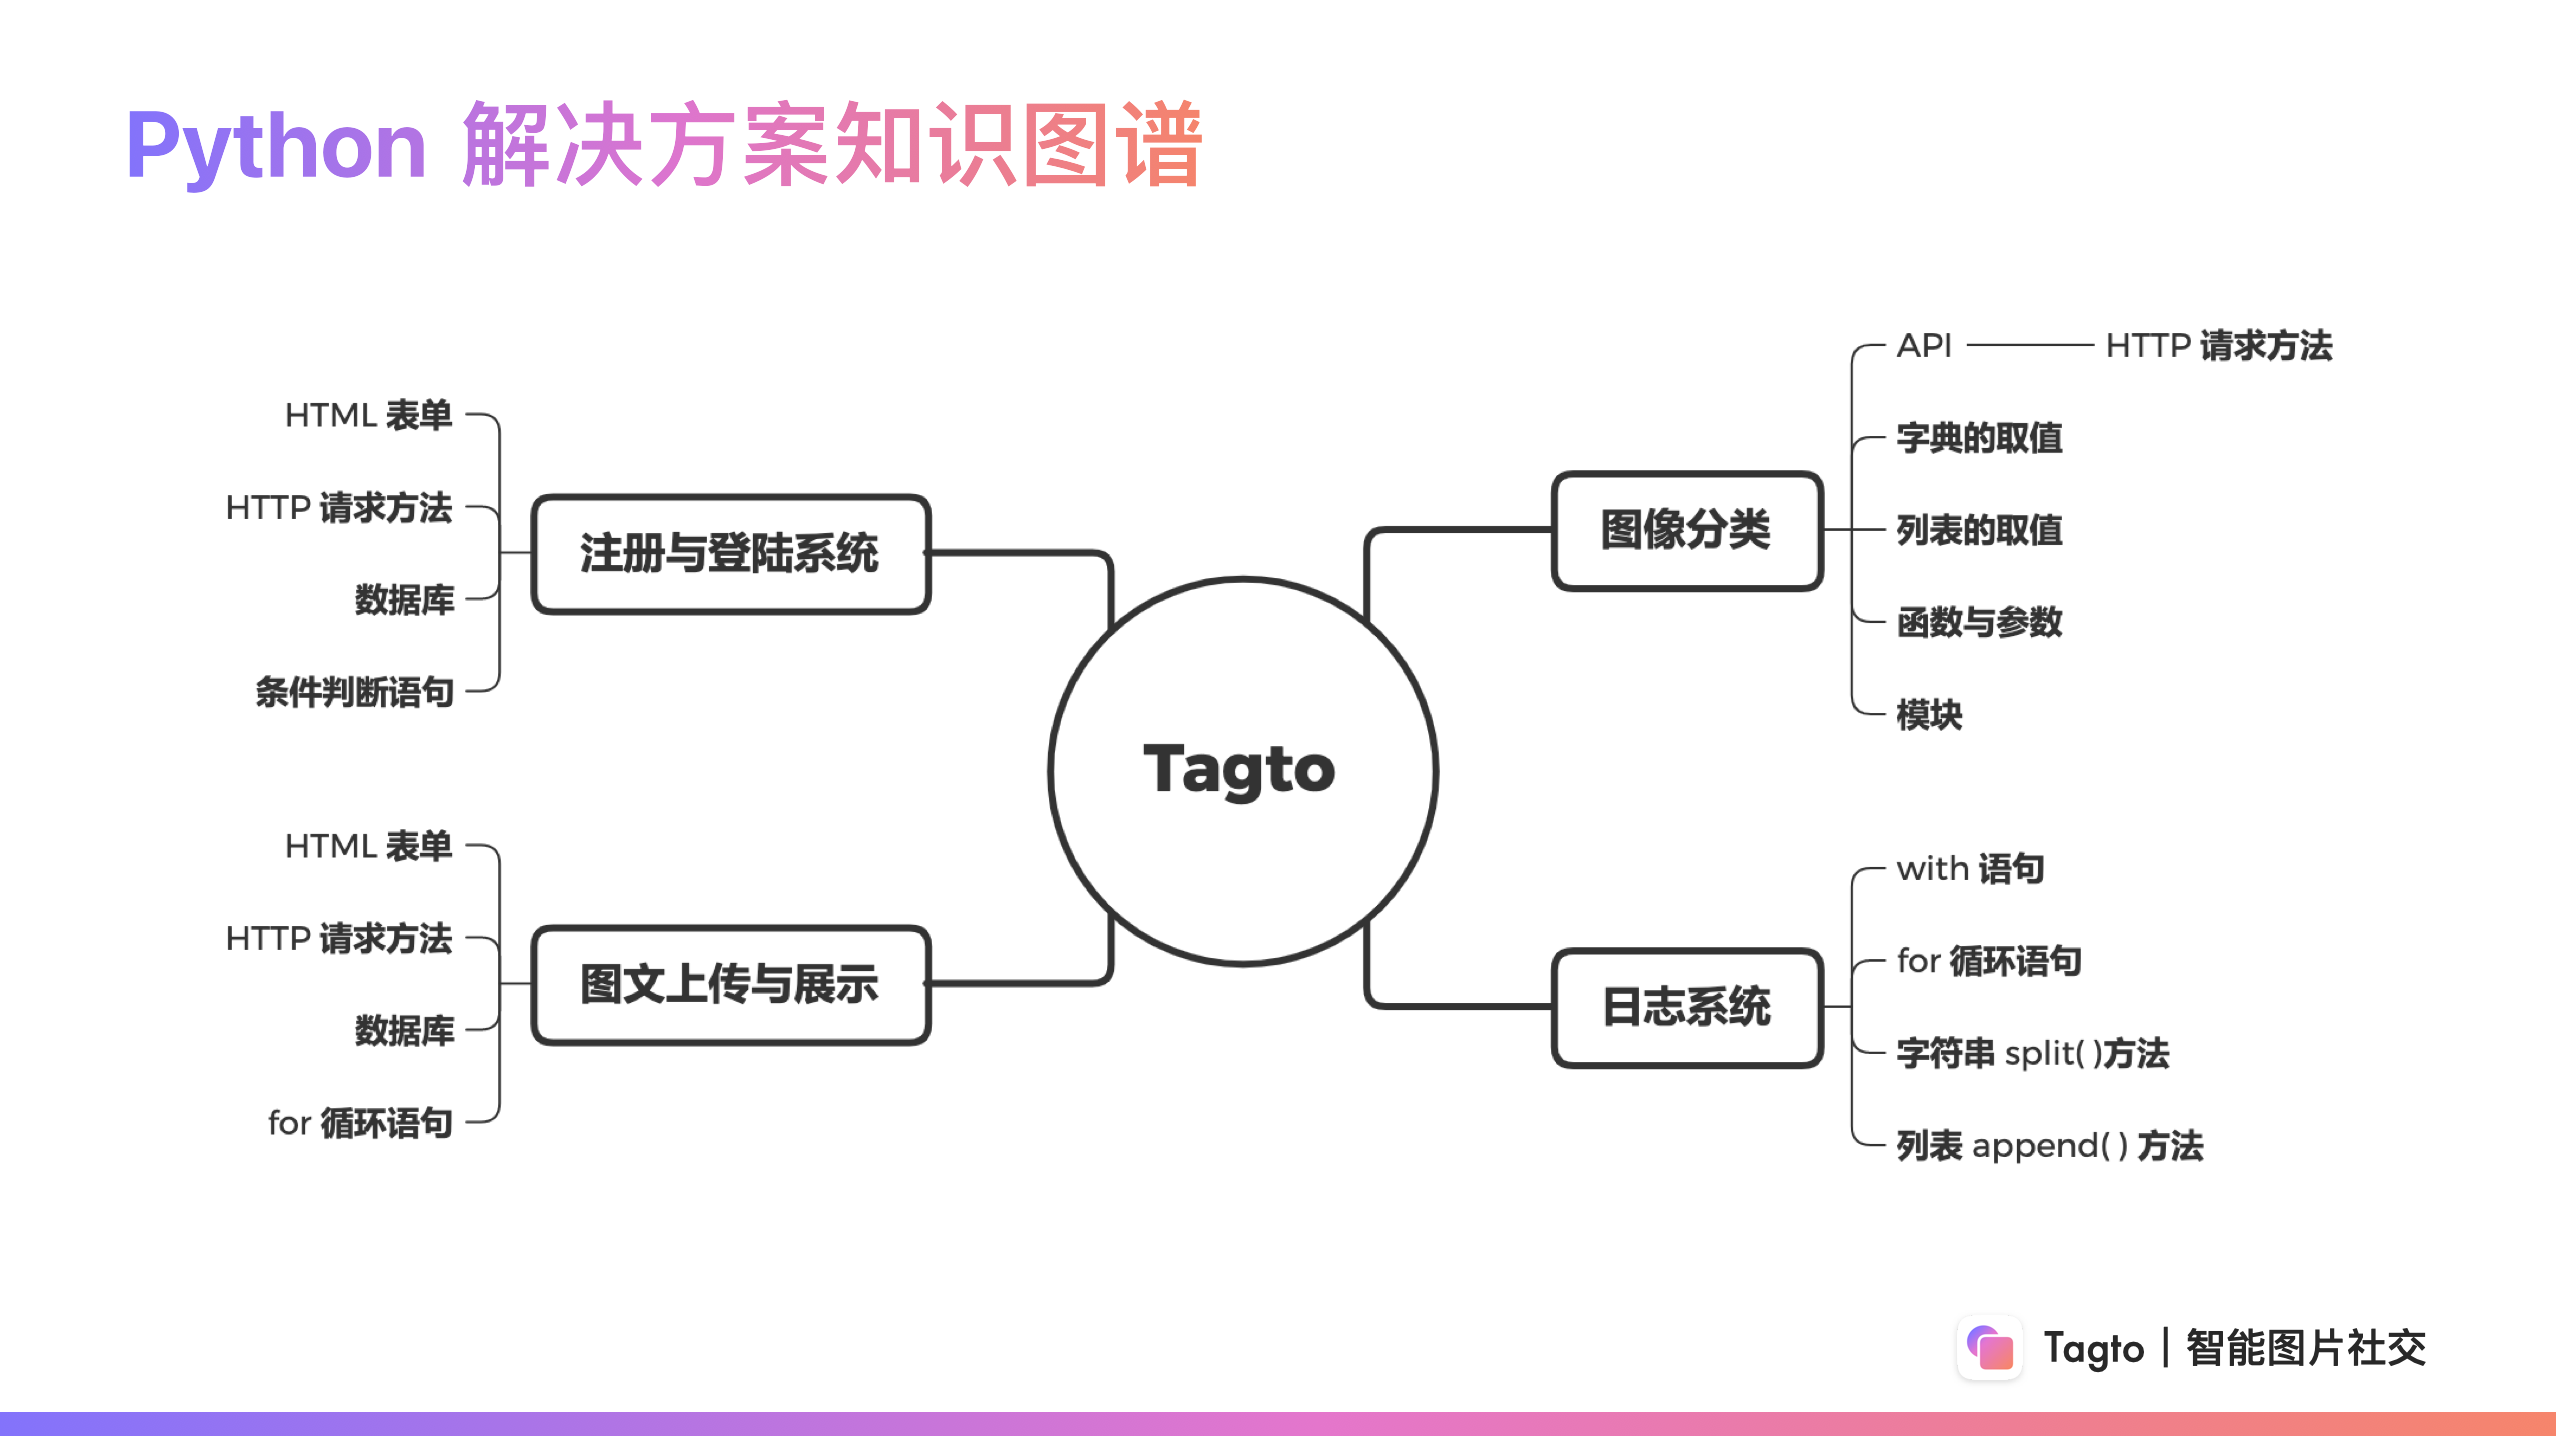 Python 解决方案知识图谱
HTML 表单
HTTP 请求方法
数据库
条件判断语句
注册与登陆系统
HTML 表单
HTTP 请求方法
数据库
for 循环语句
图文上传与展示
Tagto
图像分类
API
HTTP 请求方法
字典的取值
列表的取值
函数与参数
模块
日志系统
with 语句
for 循环语句
字符串 split( )方法
列表 append( ) 方法
Tagto | 智能图片社交